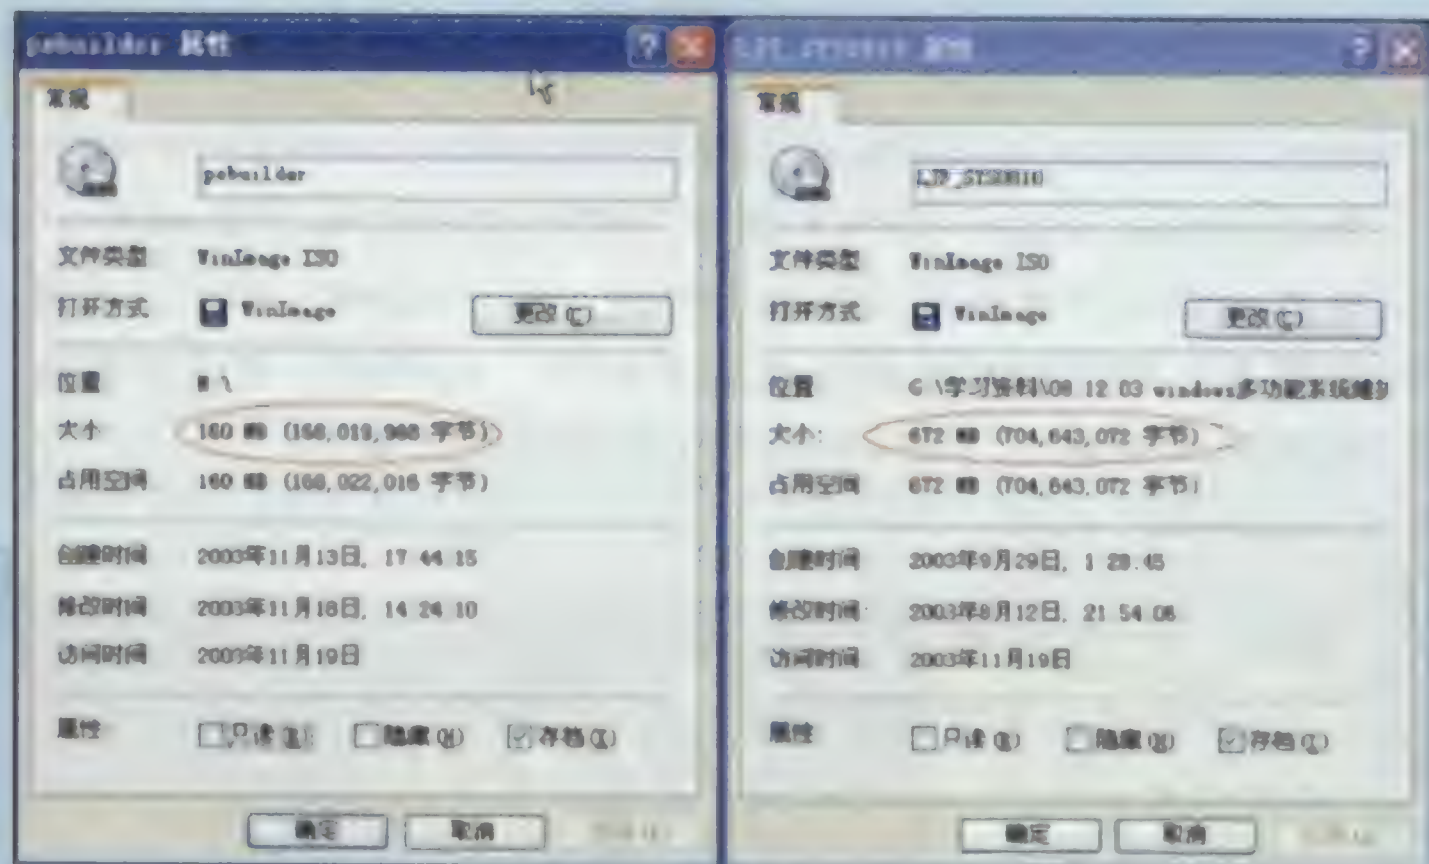 pebuilder 属性
属性
常规
常规
pebuilder
文件类型 WinImage ISO
文件类型 WinImage ISO
打开方式 WinImage 更改(C)
打开方式 WinImage 更改(C)
位置
位置 G \学习资料\08 12 03 windows多功能系统维护
大小 160 MB (168,019,968 字节)
大小: 672 MB (704,643,072 字节)
占用空间 160 MB (168,022,016 字节)
占用空间 672 MB (704,643,072 字节)
创建时间 2003年11月13日, 17 44 15
创建时间 2003年9月29日, 1 28.45
修改时间 2003年11月18日, 14 24 10
修改时间 2003年8月12日, 21 54 06
访问时间 2003年11月19日
访问时间 2003年11月19日
属性 只读(R) 隐藏(H) 存档(I)
属性 只读(R) 隐藏(H) 存档(I)
确定 取消
确定 取消